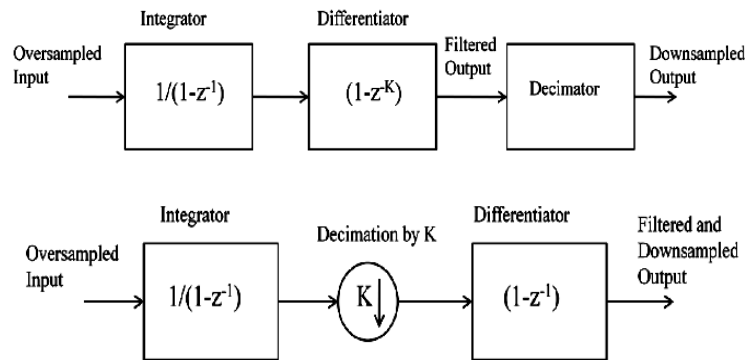 Integrator
Differentiator
Oversampled
Input
Filtered
Output
Downsampled
Output
1/(1-z⁻¹)
(1-z⁻ᴷ)
Decimator
Integrator
Differentiator
Filtered and
Downsampled
Output
Oversampled
Input
Decimation by K
1/(1-z⁻¹)
K↓
(1-z⁻¹)